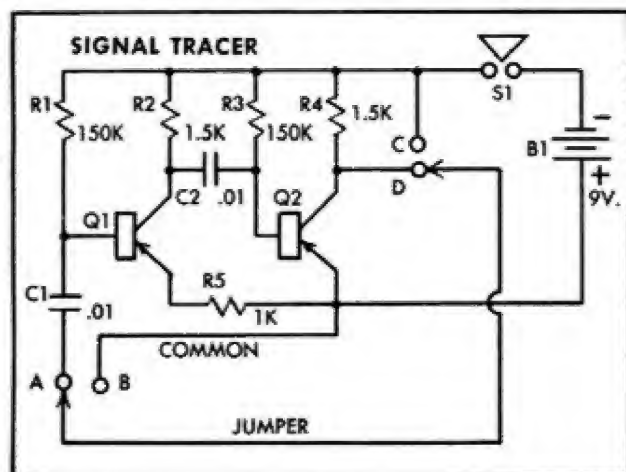 SIGNAL TRACER
R1
150K
R2
1.5K
R3
150K
R4
1.5K
C
D
S1
B1
-
+
9V.
C2
.01
Q1
Q2
R5
1K
C1
.01
COMMON
A
B
JUMPER